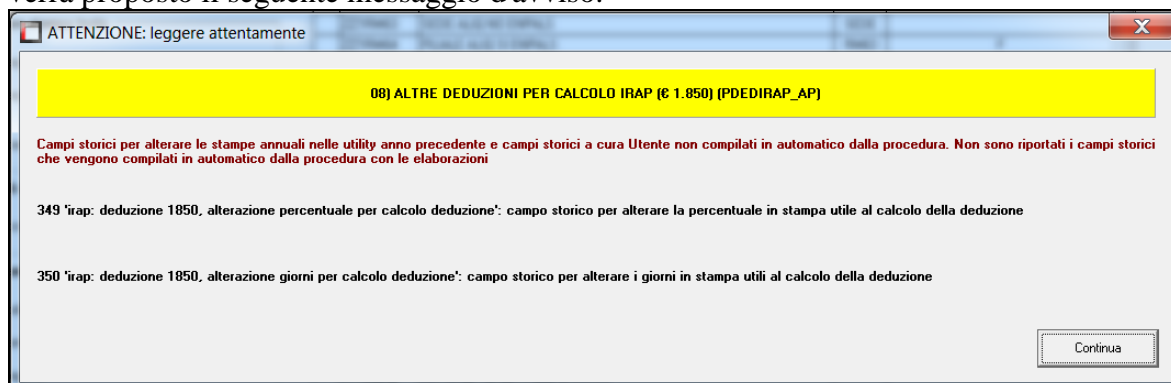 verrà proposto il seguente messaggio d'avviso:
ATTENZIONE: leggere attentamente
08) ALTRE DEDUZIONI PER CALCOLO IRAP (€ 1.850) (PDEDIRAP_AP)
Campi storici per alterare le stampe annuali nelle utility anno precedente e campi storici a cura Utente non compilati in automatico dalla procedura. Non sono riportati i campi storici
che vengono compilati in automatico dalla procedura con le elaborazioni
349 'irap: deduzione 1850, alterazione percentuale per calcolo deduzione': campo storico per alterare la percentuale in stampa utile al calcolo della deduzione
350 'irap: deduzione 1850, alterazione giorni per calcolo deduzione': campo storico per alterare i giorni in stampa utili al calcolo della deduzione
Continua